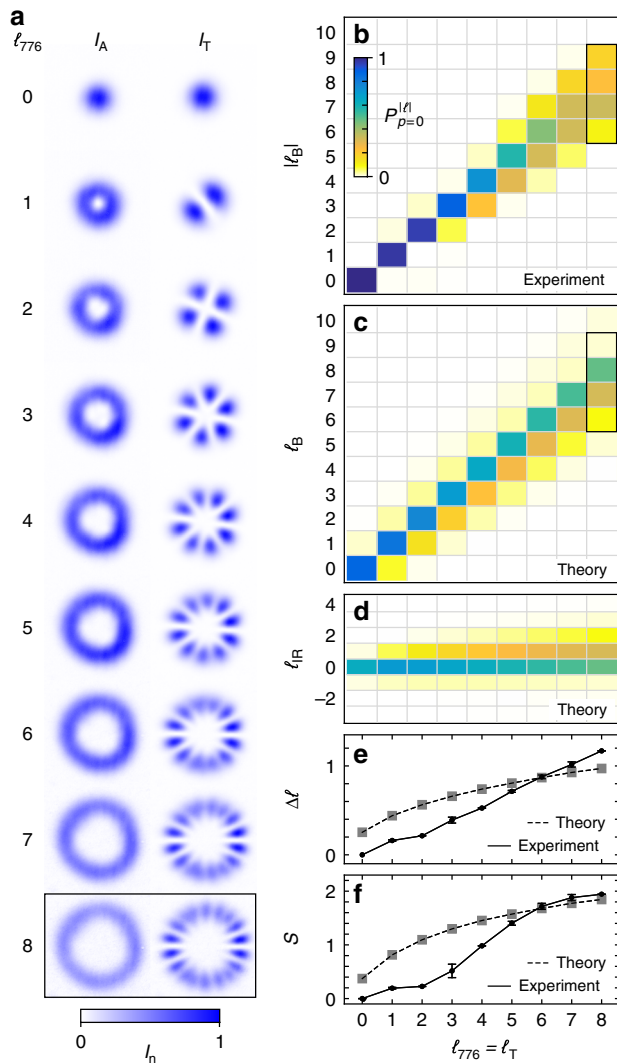 a
ℓ776 IA IT
0
1
2
3
4
5
6
7
8
0 1
In
b
10
9
8
7
6
5
4
3
2
1
0
|ℓB|
1
0
P|ℓ|p=0
Experiment
c
10
9
8
7
6
5
4
3
2
1
0
ℓB
Theory
d
4
2
0
−2
ℓIR
Theory
e
1
0
Δℓ
Theory
Experiment
f
2
1
0
S
Theory
Experiment
0 1 2 3 4 5 6 7 8
ℓ776 = ℓT